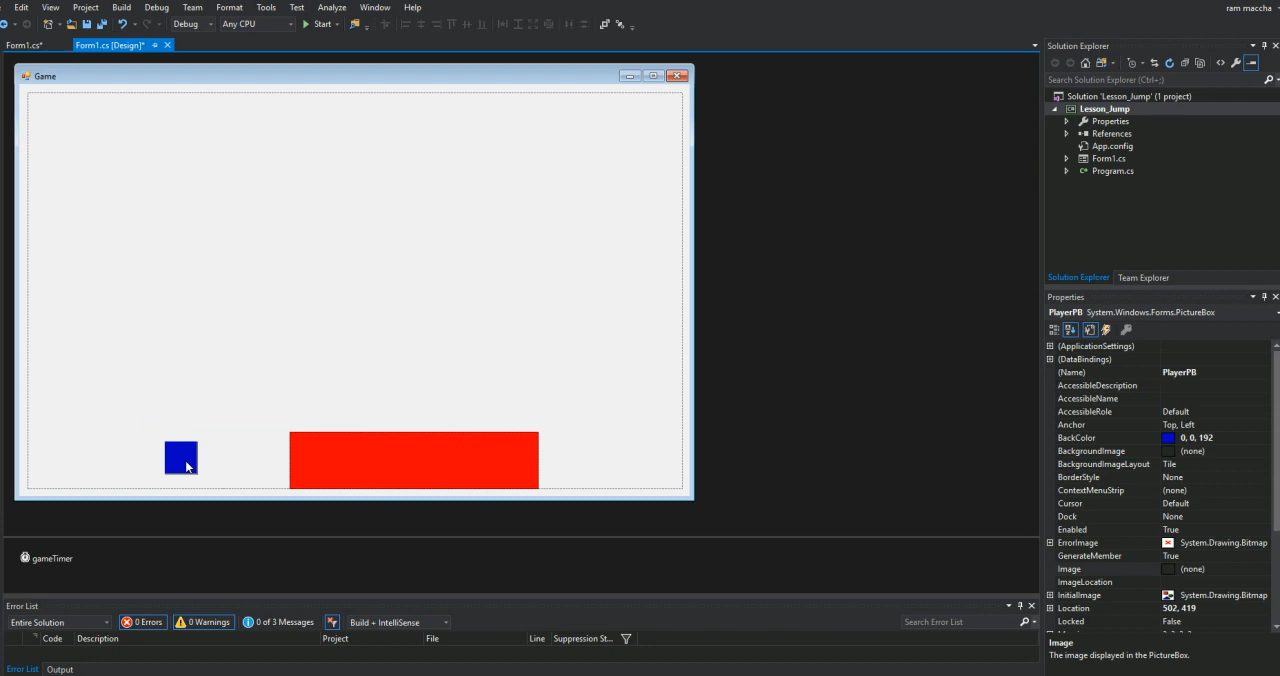 Edit View Project Build Debug Team Format Tools Test Analyze Window Help ram maccha
Debug Any CPU Start
Form1.cs* Form1.cs [Design]*
Game
Solution Explorer
Search Solution Explorer (Ctrl+;)
Solution 'Lesson_Jump' (1 project)
Lesson_Jump
Properties
References
App.config
Form1.cs
Program.cs
Solution Explorer Team Explorer
Properties
PlayerPB System.Windows.Forms.PictureBox
(ApplicationSettings)
(DataBindings)
(Name) PlayerPB
AccessibleDescription
AccessibleName
AccessibleRole Default
Anchor Top, Left
BackColor 0, 0, 192
BackgroundImage (none)
BackgroundImageLayout Tile
BorderStyle None
ContextMenuStrip (none)
Cursor Default
Dock None
Enabled True
ErrorImage System.Drawing.Bitmap
GenerateMember True
Image (none)
ImageLocation
InitialImage System.Drawing.Bitmap
Location 502, 419
Locked False
Image
The image displayed in the PictureBox.
gameTimer
Error List
Entire Solution 0 Errors 0 Warnings 0 of 3 Messages Build + IntelliSense Search Error List
Code Description Project File Line Suppression St...
Error List Output